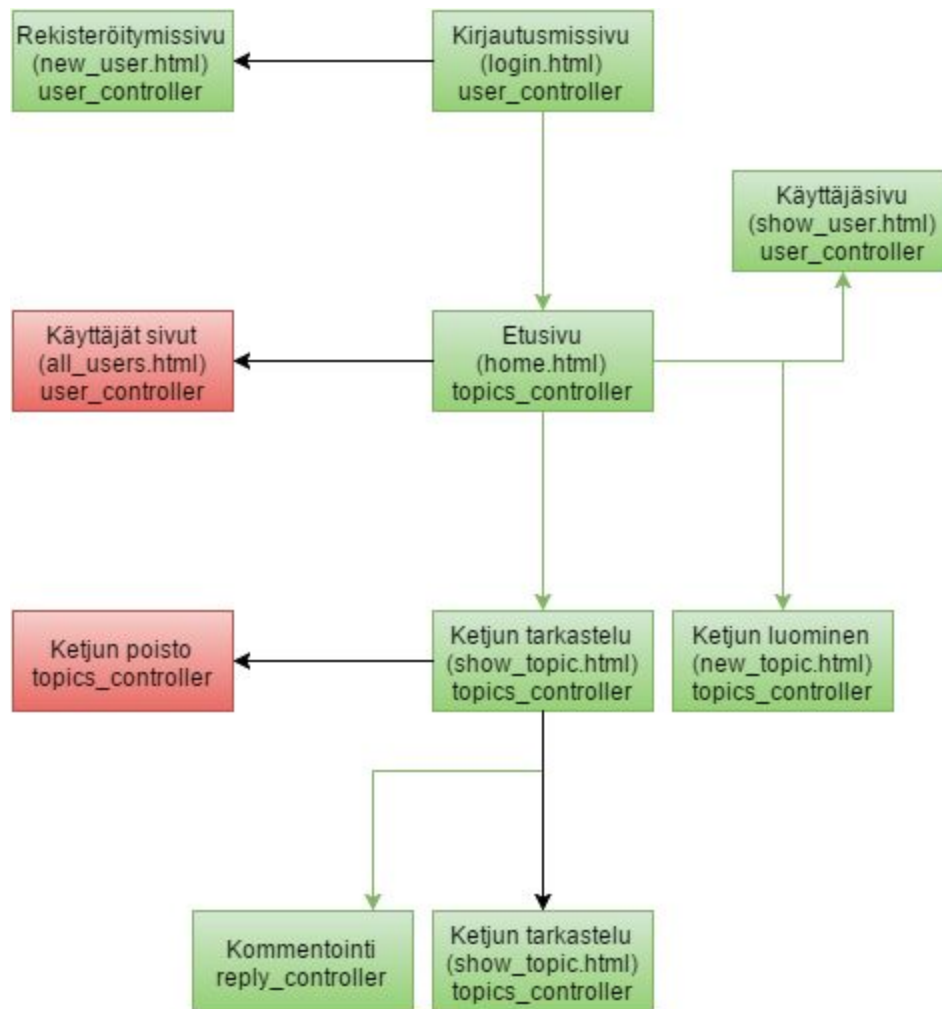 Rekisteröitymissivu
(new_user.html)
user_controller
Kirjautusmissivu
(login.html)
user_controller
Käyttäjäsivu
(show_user.html)
user_controller
Käyttäjät sivut
(all_users.html)
user_controller
Etusivu
(home.html)
topics_controller
Ketjun poisto
topics_controller
Ketjun tarkastelu
(show_topic.html)
topics_controller
Ketjun luominen
(new_topic.html)
topics_controller
Kommentointi
reply_controller
Ketjun tarkastelu
(show_topic.html)
topics_controller